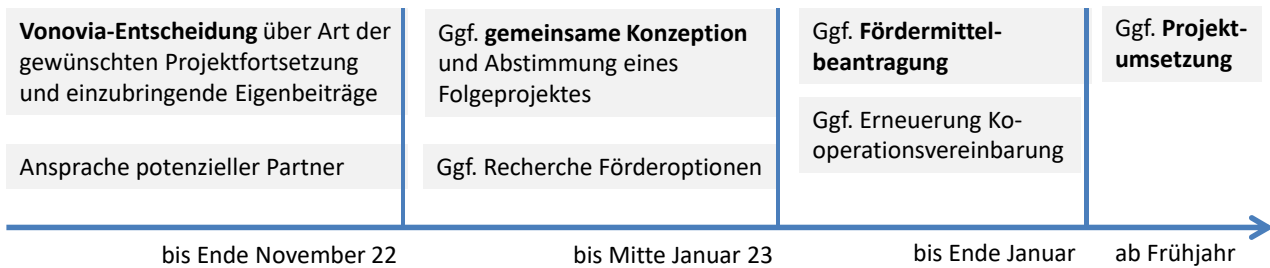 Vonovia-Entscheidung über Art der
gewünschten Projektfortsetzung
und einzubringende Eigenbeiträge
Ansprache potenzieller Partner
bis Ende November 22
Ggf. gemeinsame Konzeption
und Abstimmung eines
Folgeprojektes
Ggf. Recherche Förderoptionen
bis Mitte Januar 23
Ggf. Fördermittel-
beantragung
Ggf. Erneuerung Ko-
operationsvereinbarung
bis Ende Januar
Ggf. Projekt-
umsetzung
ab Frühjahr